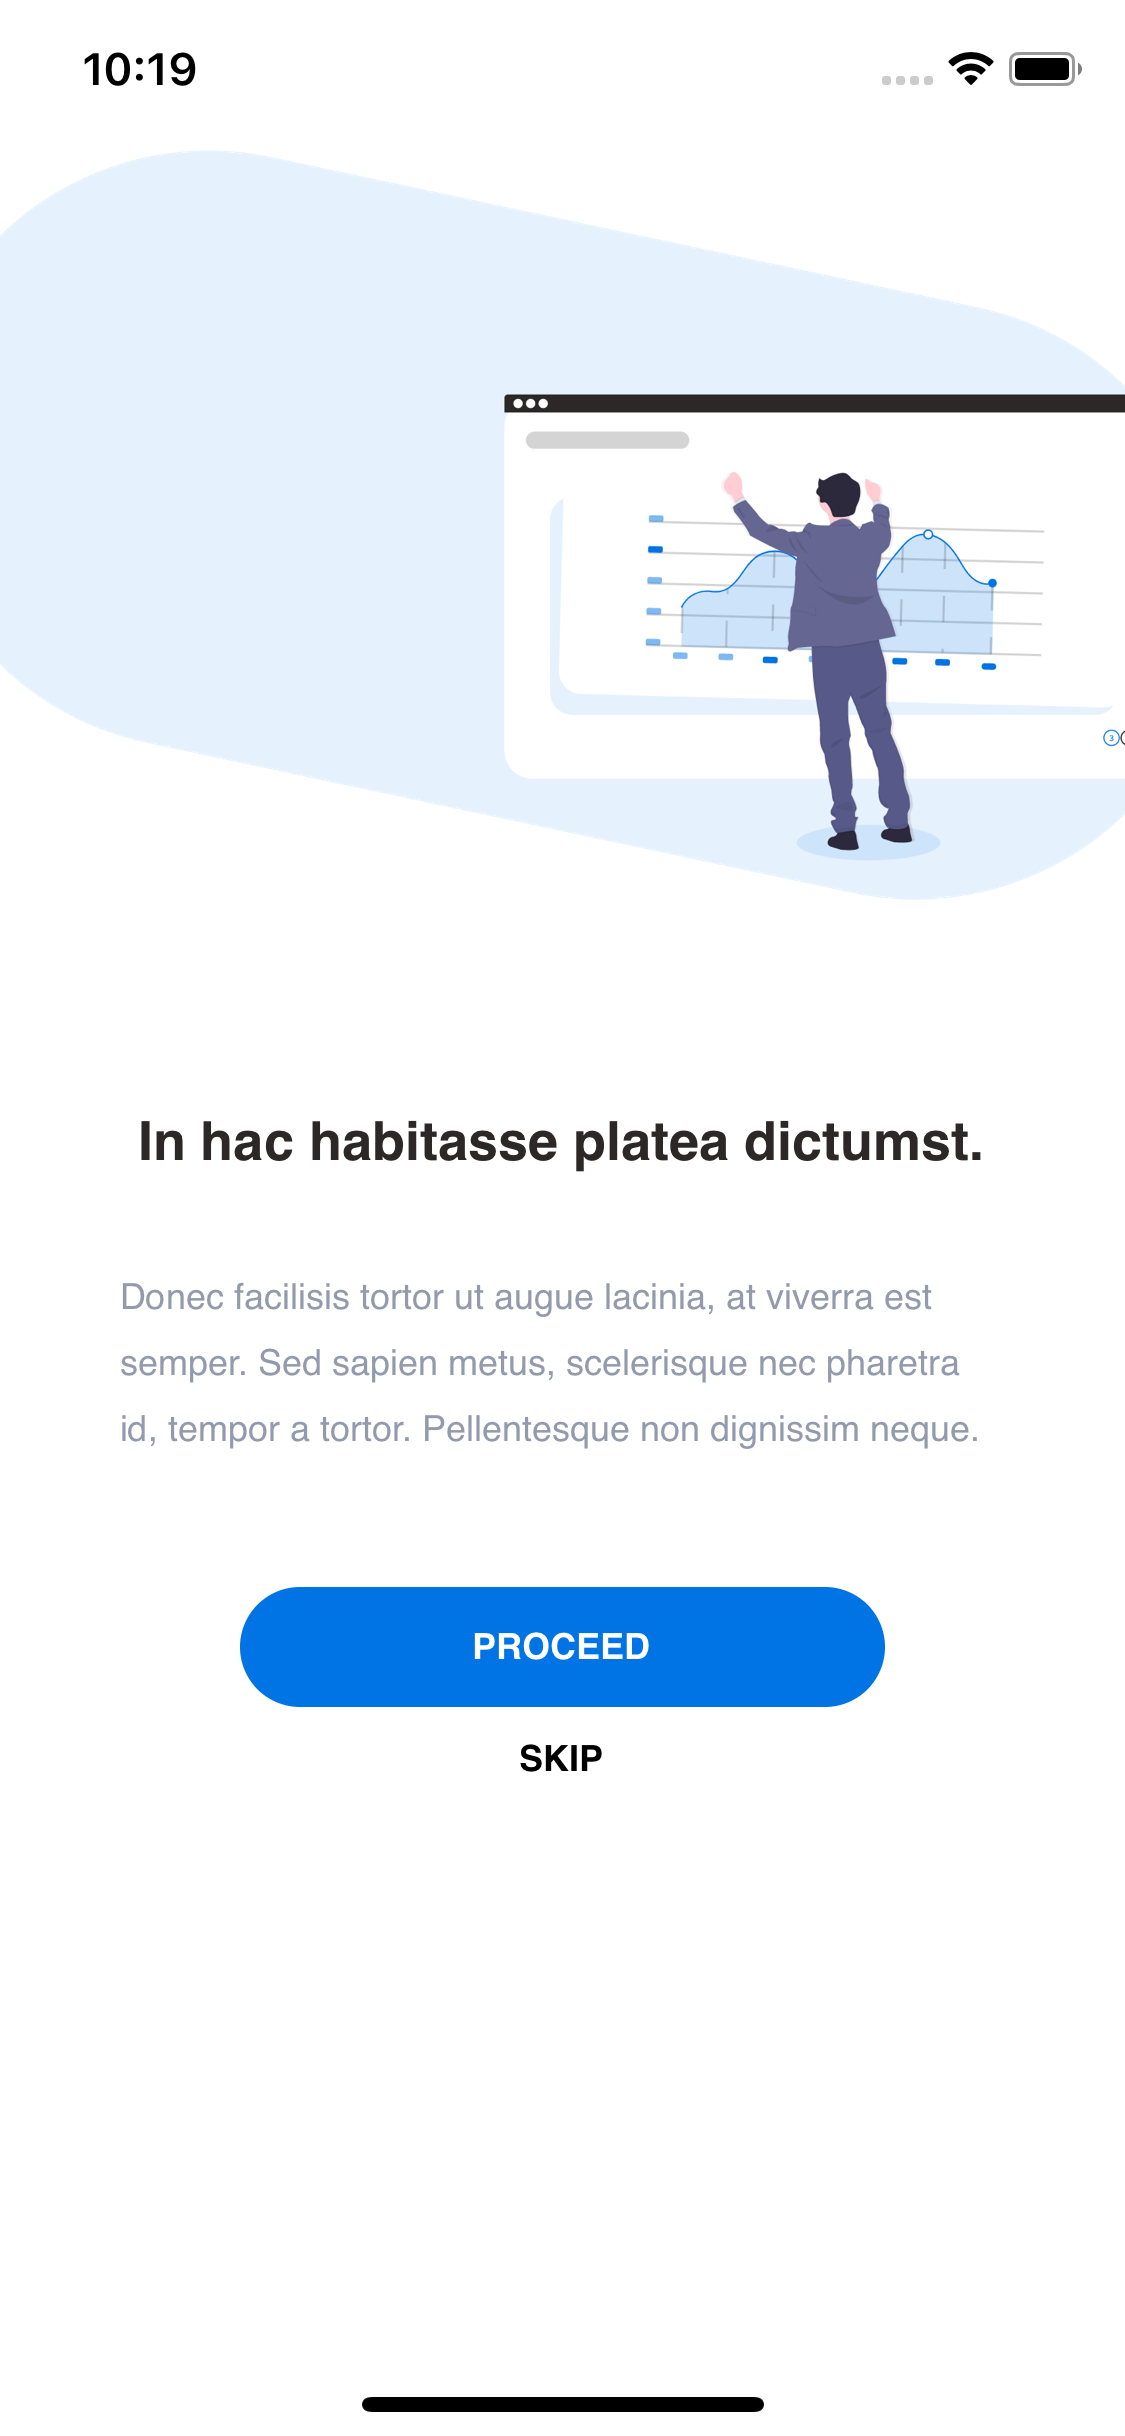 10:19
3
In hac habitasse platea dictumst.
Donec facilisis tortor ut augue lacinia, at viverra est
semper. Sed sapien metus, scelerisque nec pharetra
id, tempor a tortor. Pellentesque non dignissim neque.
PROCEED
SKIP